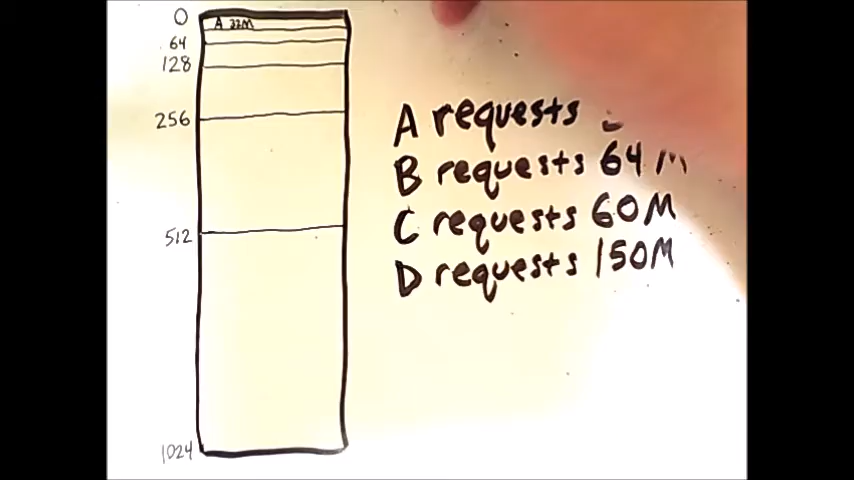 0
A 32M
64
128
256
512
1024
A requests
B requests 64 M
C requests 60M
D requests 150M